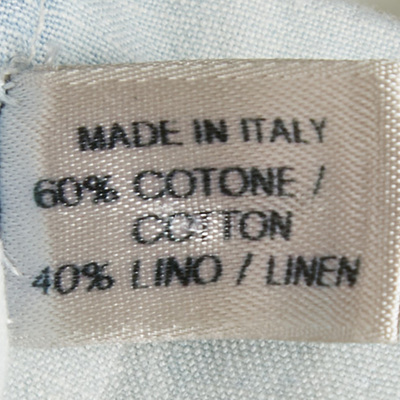 MADE IN ITALY
60% COTONE /
COTTON
40% LINO / LINEN